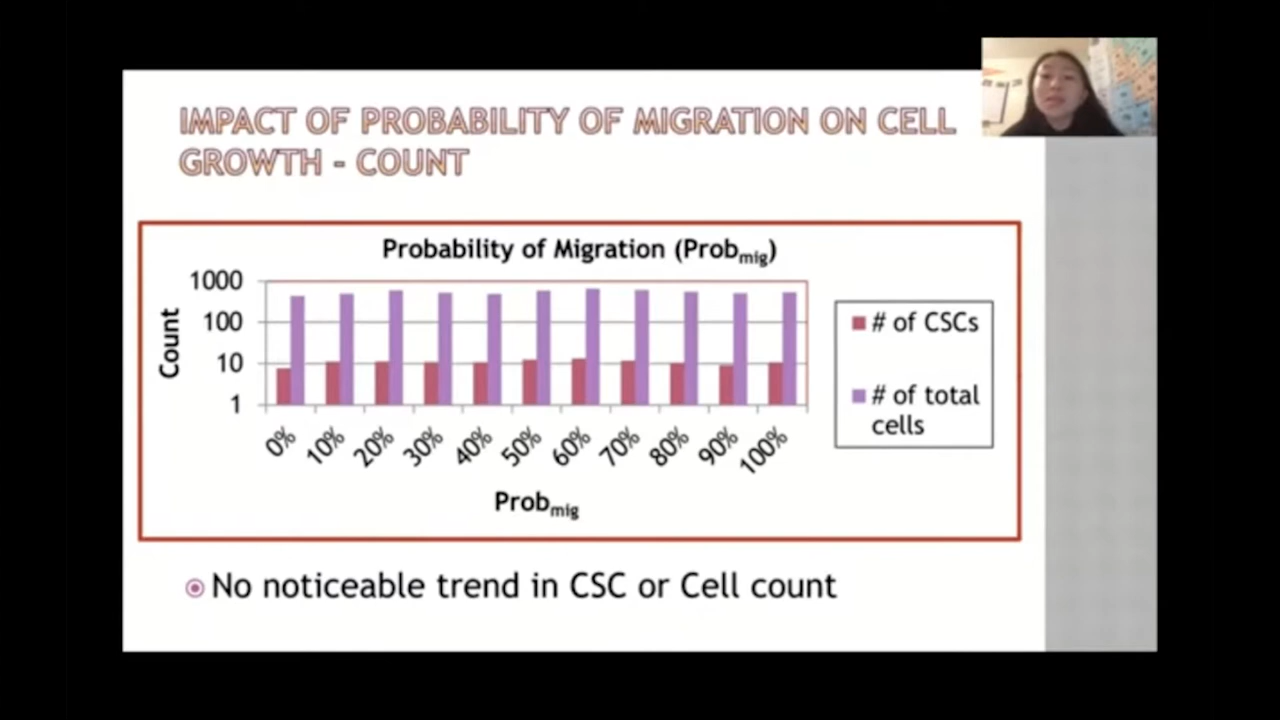 IMPACT OF PROBABILITY OF MIGRATION ON CELL
GROWTH - COUNT
Probability of Migration (Probmig)
1000
100
10
1
Count
0%
10%
20%
30%
40%
50%
60%
70%
80%
90%
100%
Probmig
# of CSCs
# of total
cells
No noticeable trend in CSC or Cell count